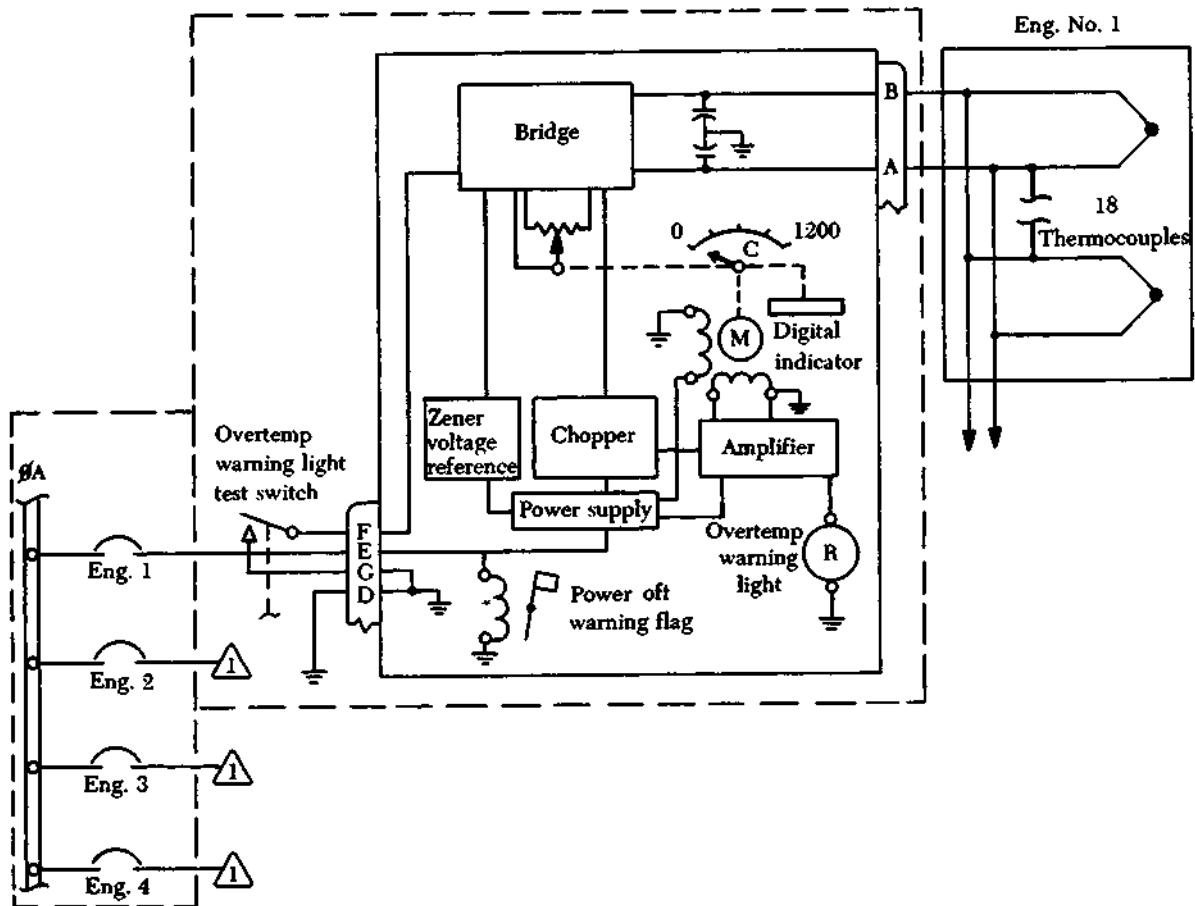 Eng. No. 1
Bridge
B
A
0
1200
C
18
Thermocouples
M
Digital
indicator
Zener
voltage
reference
Chopper
Amplifier
Power supply
Overtemp
warning light
test switch
ØA
F
E
G
D
Overtemp
warning
light
R
Power oft
warning flag
Eng. 1
Eng. 2
1
Eng. 3
1
Eng. 4
1